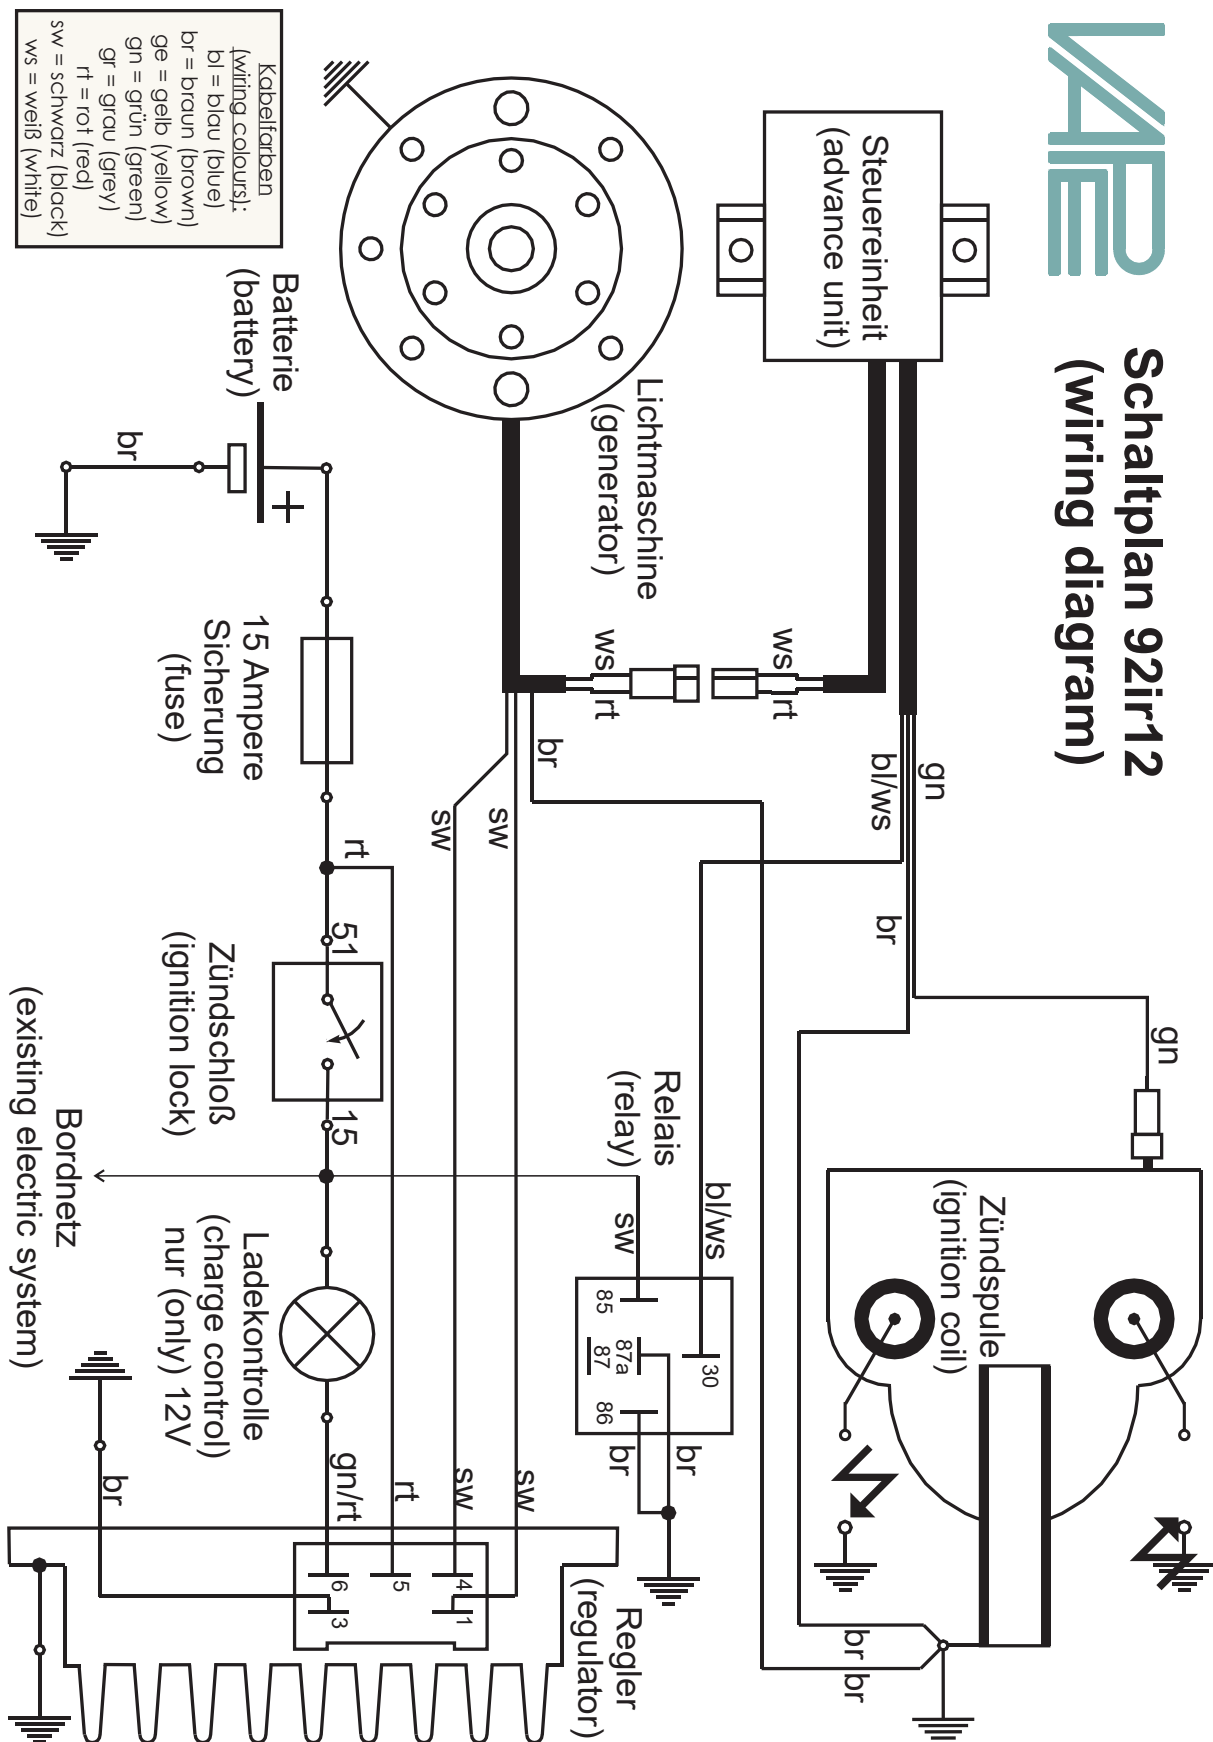 VAPE
Schaltplan 92ir12
(wiring diagram)
Steuereinheit
(advance unit)
Lichtmaschine
(generator)
Kabelfarben
(wiring colours):
bl = blau (blue)
br = braun (brown)
ge = gelb (yellow)
gn = grün (green)
gr = grau (grey)
rt = rot (red)
sw = schwarz (black)
ws = weiß (white)
Batterie
(battery)
+
br
15 Ampere
Sicherung
(fuse)
ws
rt
ws
rt
br
sw
sw
gn
bl/ws
br
gn
rt
51
Zündschloß
(ignition lock)
15
Bordnetz
(existing electric system)
Ladekontrolle
(charge control)
nur (only) 12V
Relais
(relay)
bl/ws
sw
85
87a
87
30
86
br
br
Zündspule
(ignition coil)
gn/rt
rt
sw
sw
br
6
5
4
3
1
Regler
(regulator)
br
br